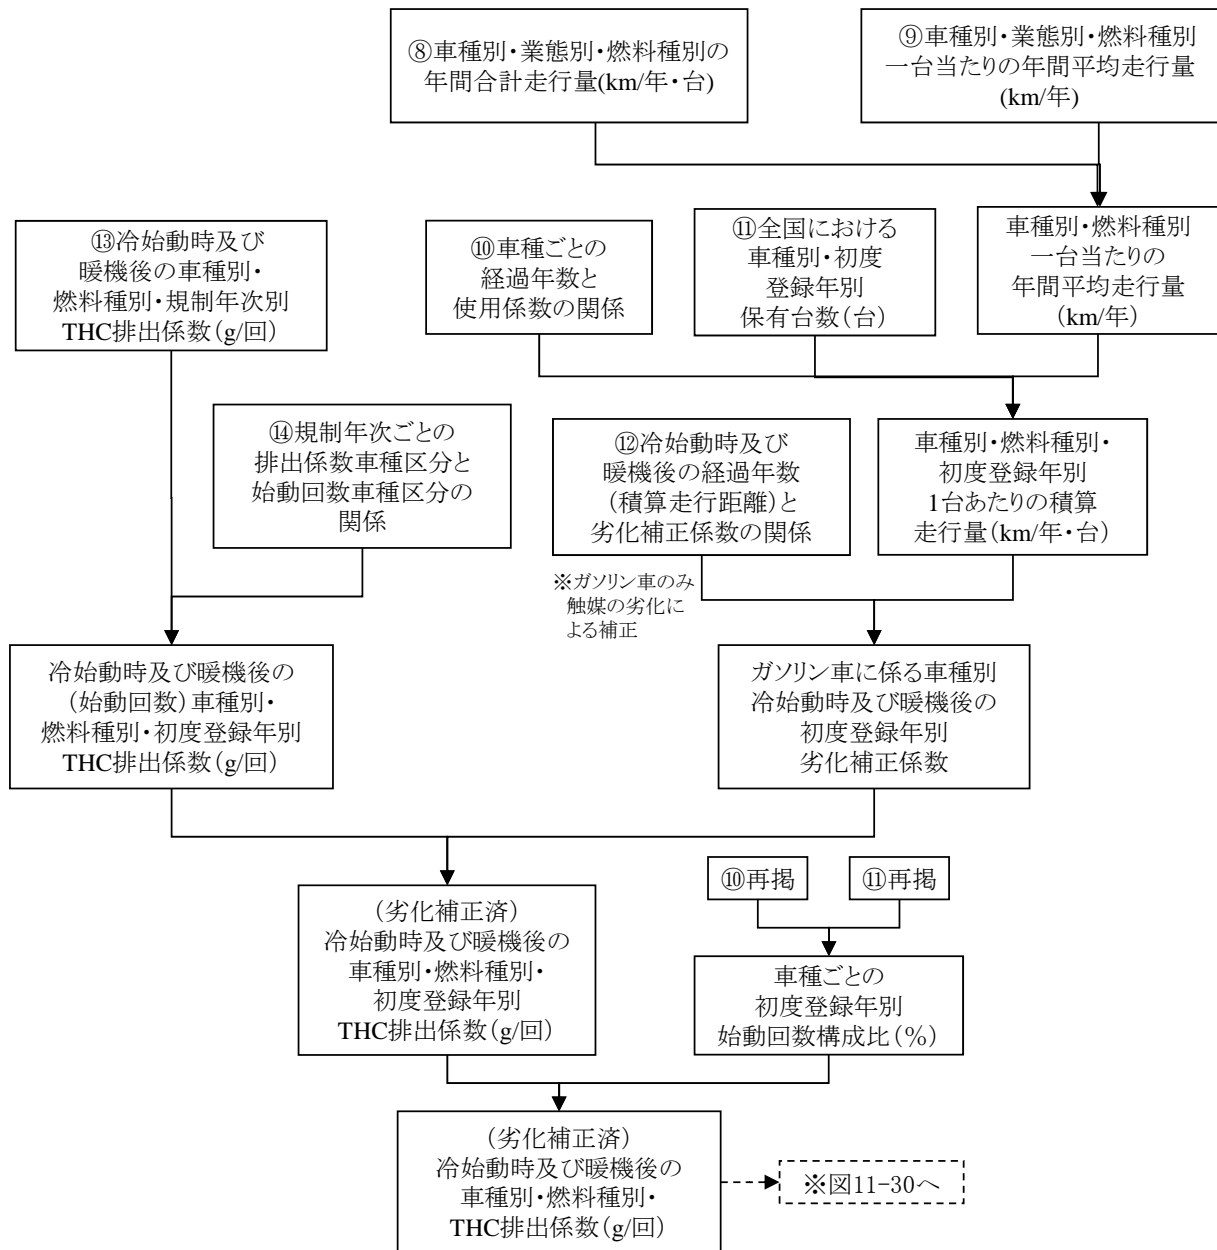 ⑧車種別・業態別・燃料種別の
年間合計走行量(km/年・台)
⑨車種別・業態別・燃料種別
一台当たりの年間平均走行量
(km/年)
⑬冷始動時及び
暖機後の車種別・
燃料種別・規制年次別
THC排出係数(g/回)
⑩車種ごとの
経過年数と
使用係数の関係
⑪全国における
車種別・初度
登録年別
保有台数(台)
車種別・燃料種別
一台当たりの
年間平均走行量
(km/年)
⑭規制年次ごとの
排出係数車種区分と
始動回数車種区分の
関係
⑫冷始動時及び
暖機後の経過年数
(積算走行距離)と
劣化補正係数の関係
車種別・燃料種別・
初度登録年別
1台あたりの積算
走行量(km/年・台)
※ガソリン車のみ
触媒の劣化に
よる補正
冷始動時及び暖機後の
(始動回数)車種別・
燃料種別・初度登録年別
THC排出係数(g/回)
ガソリン車に係る車種別
冷始動時及び暖機後の
初度登録年別
劣化補正係数
⑩再掲
⑪再掲
(劣化補正済)
冷始動時及び暖機後の
車種別・燃料種別・
初度登録年別
THC排出係数(g/回)
車種ごとの
初度登録年別
始動回数構成比(%)
(劣化補正済)
冷始動時及び暖機後の
車種別・燃料種別・
THC排出係数(g/回)
※図11-30へ